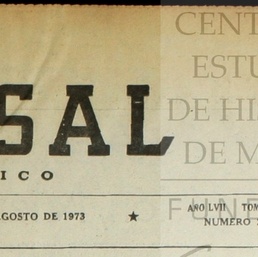 SAL
ICO
AGOSTO DE 1973 ★ AÑO LVII TOM
NUMERO
CENT
ESTU
DE HI
DE M
FUN